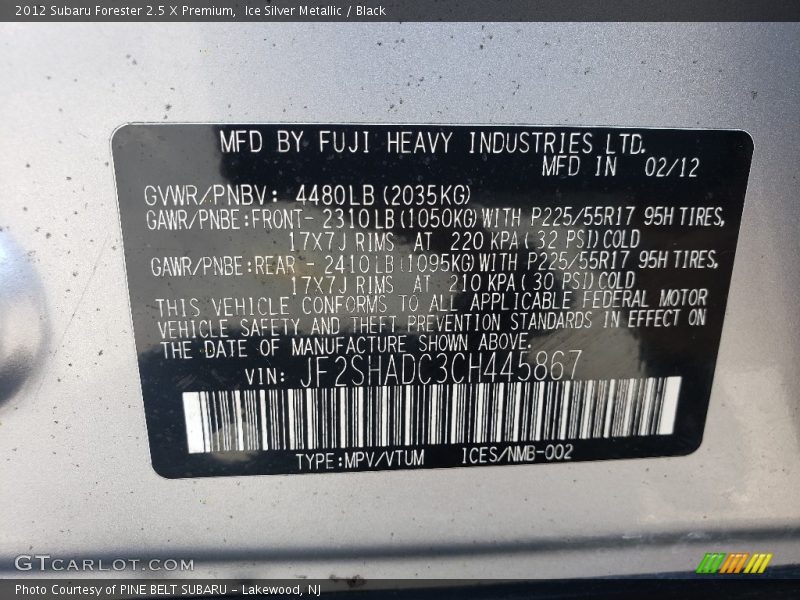 2012 Subaru Forester 2.5 X Premium,  Ice Silver Metallic / Black
MFD BY FUJI HEAVY INDUSTRIES LTD.
MFD IN 02/12
GVWR/PNBV: 4480LB (2035KG)
GAWR/PNBE:FRONT- 2310LB (1050KG) WITH P225/55R17 95H TIRES,
17X7J RIMS AT 220 KPA ( 32 PSI) COLD
GAWR/PNBE:REAR - 2410LB (1095KG) WITH P225/55R17 95H TIRES,
17X7J RIMS AT 210 KPA ( 30 PSI) COLD
THIS VEHICLE CONFORMS TO ALL APPLICABLE FEDERAL MOTOR
VEHICLE SAFETY AND THEFT PREVENTION STANDARDS IN EFFECT ON
THE DATE OF MANUFACTURE SHOWN ABOVE.
VIN: JF2SHADC3CH445867
TYPE:MPV/VTUM ICES/NMB-002
GTCARLOT.COM
Photo Courtesy of PINE BELT SUBARU - Lakewood, NJ